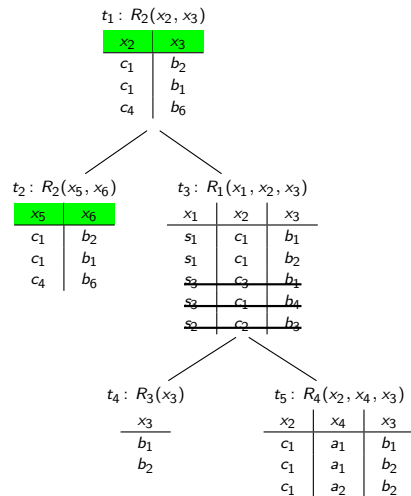 t₁: R₂(x₂, x₃)
x₂ x₃
c₁ b₂
c₁ b₁
c₄ b₆
t₂: R₂(x₅, x₆)
x₅ x₆
c₁ b₂
c₁ b₁
c₄ b₆
t₃: R₁(x₁, x₂, x₃)
x₁ x₂ x₃
s₁ c₁ b₁
s₁ c₁ b₂
s₃ c₃ b₁
s₃ c₁ b₄
s₂ c₂ b₃
t₄: R₃(x₃)
x₃
b₁
b₂
t₅: R₄(x₂, x₄, x₃)
x₂ x₄ x₃
c₁ a₁ b₁
c₁ a₁ b₂
c₁ a₂ b₂